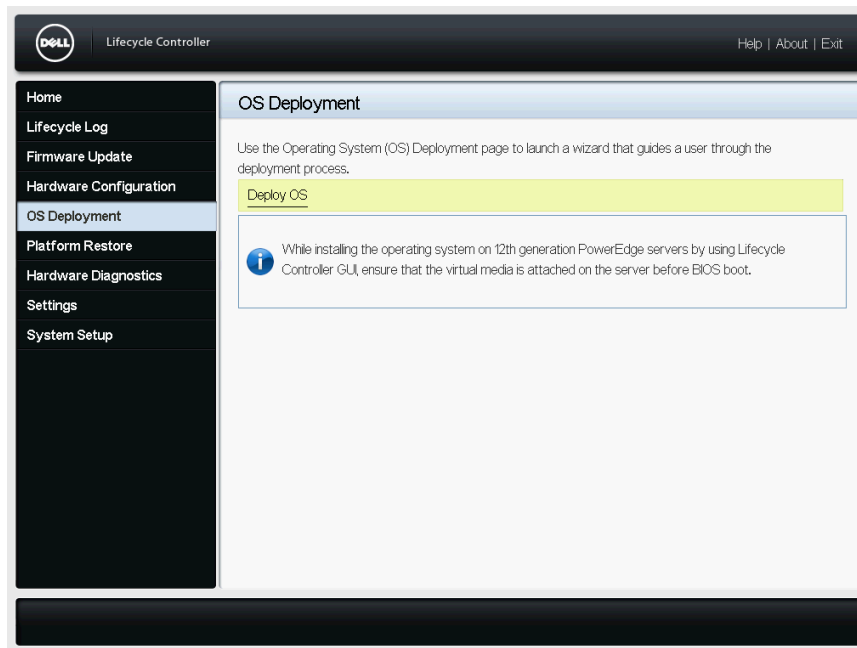 DELL
Lifecycle Controller
Help | About | Exit
Home
Lifecycle Log
Firmware Update
Hardware Configuration
OS Deployment
Platform Restore
Hardware Diagnostics
Settings
System Setup
OS Deployment
Use the Operating System (OS) Deployment page to launch a wizard that guides a user through the
deployment process.
Deploy OS
While installing the operating system on 12th generation PowerEdge servers by using Lifecycle
Controller GUI, ensure that the virtual media is attached on the server before BIOS boot.